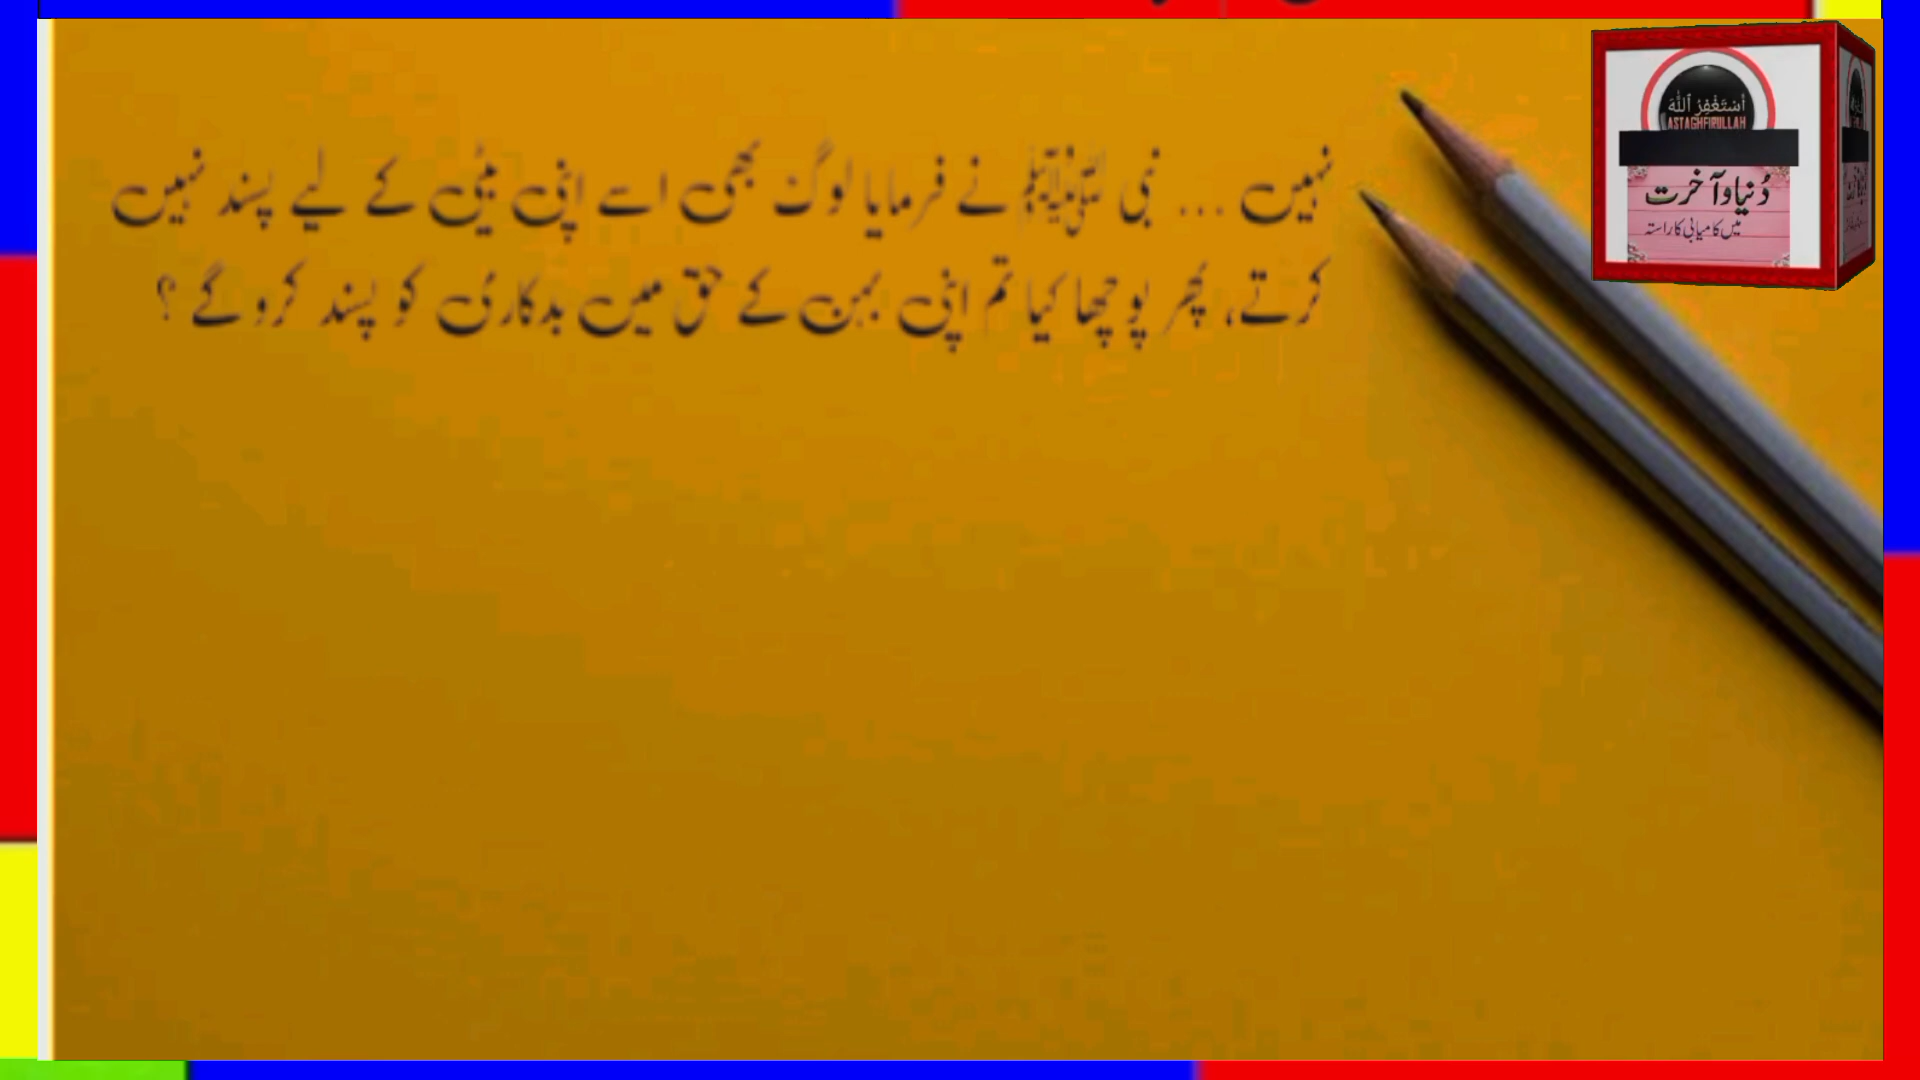 نہیں ... نبی ﷺ نے فرمایا لوگ بھی اسے اپنی بیٹی کے لیے پسند نہیں
کرتے، پھر پوچھا کیا تم اپنی بہن کے حق میں بدکاری کو پسند کرو گے ؟
اَسْتَغْفِرُ اللّٰهَ
ASTAGHFIRULLAH
دُنیا و آخرت
میں کامیابی کا راستہ